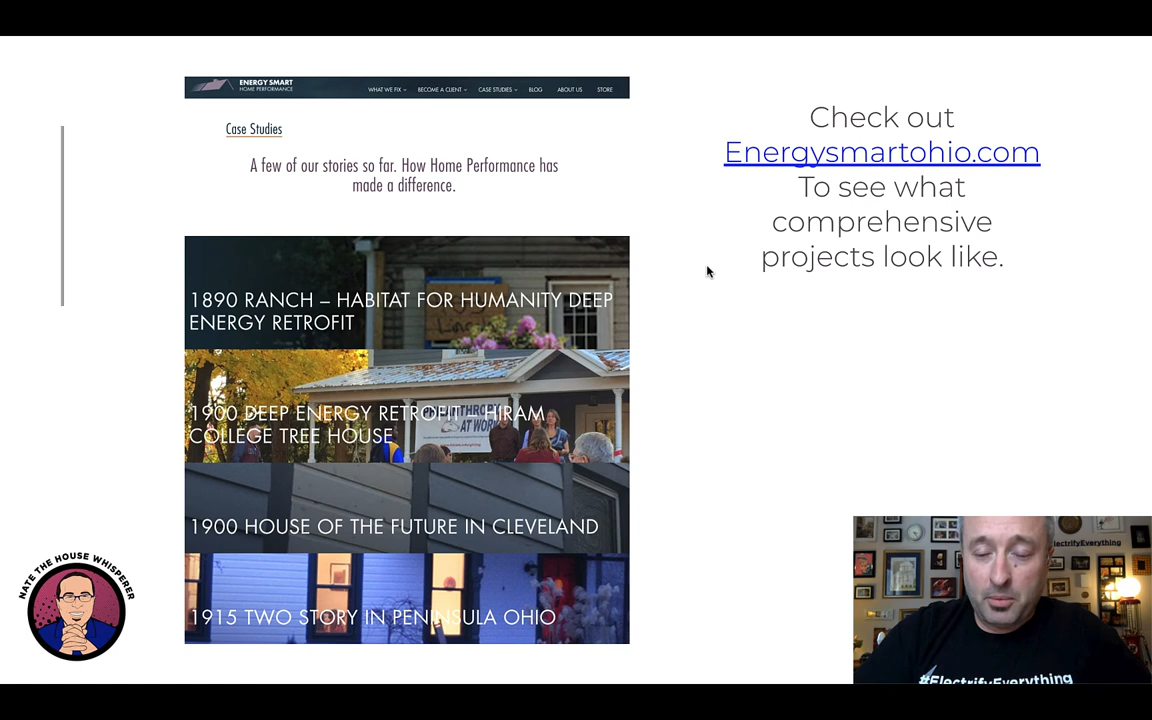 ENERGY SMART
HOME PERFORMANCE
WHAT WE FIX
BECOME A CLIENT
CASE STUDIES
BLOG
ABOUT US
STORE
Case Studies
A few of our stories so far. How Home Performance has
made a difference.
1890 RANCH – HABITAT FOR HUMANITY DEEP
ENERGY RETROFIT
1900 DEEP ENERGY RETROFIT – HIRAM
COLLEGE TREE HOUSE
AT WORK
1900 HOUSE OF THE FUTURE IN CLEVELAND
1915 TWO STORY IN PENINSULA OHIO
Check out
Energysmartohio.com
To see what
comprehensive
projects look like.
NATE THE HOUSE WHISPERER
ElectrifyEverything
#ElectrifyEverything